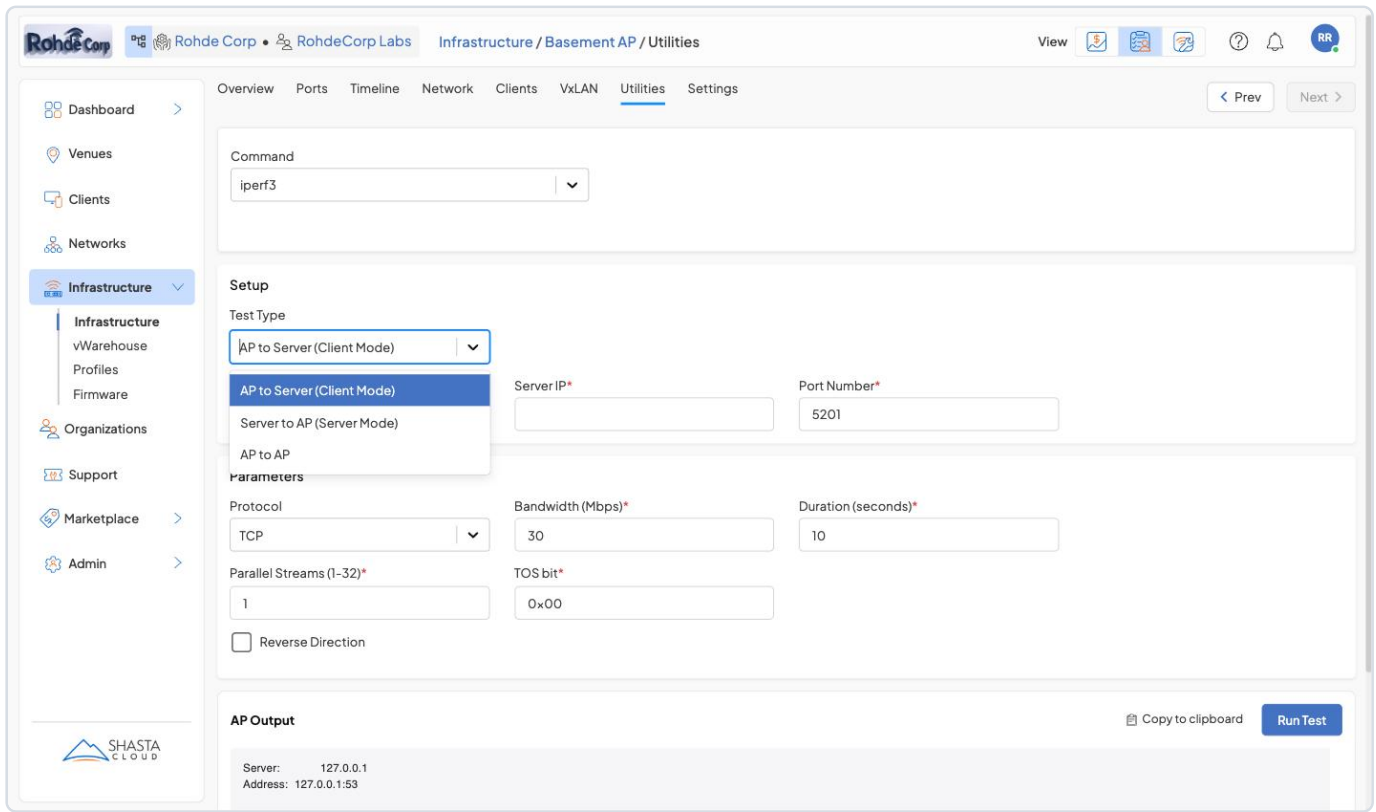 Rohde Corp
Rohde Corp • RohdeCorp Labs Infrastructure / Basement AP / Utilities
View
RR
Dashboard
Venues
Clients
Networks
Infrastructure
Infrastructure
vWarehouse
Profiles
Firmware
Organizations
Support
Marketplace
Admin
SHASTA
CLOUD
Overview Ports Timeline Network Clients VxLAN Utilities Settings
Prev
Next
Command
iperf3
Setup
Test Type
AP to Server (Client Mode)
AP to Server (Client Mode)
Server to AP (Server Mode)
AP to AP
Server IP*
Port Number*
5201
Parameters
Protocol
TCP
Bandwidth (Mbps)*
30
Duration (seconds)*
10
Parallel Streams (1-32)*
1
TOS bit*
0x00
Reverse Direction
AP Output
Copy to clipboard
Run Test
Server: 127.0.0.1
Address: 127.0.0.1:53